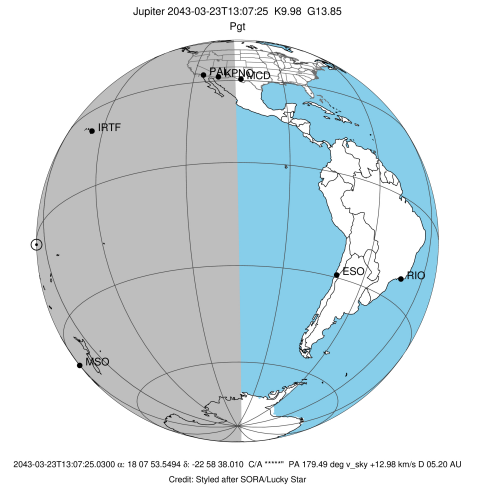 Jupiter 2043-03-23T13:07:25 K9.98 G13.85
Pgt
PAL KPNO MCD
IRTF
ESO
RIO
MSO
2043-03-23T13:07:25.0300 α: 18 07 53.5494 δ: -22 58 38.010 C/A *****" PA 179.49 deg v_sky +12.98 km/s D 05.20 AU
Credit: Styled after SORA/Lucky Star